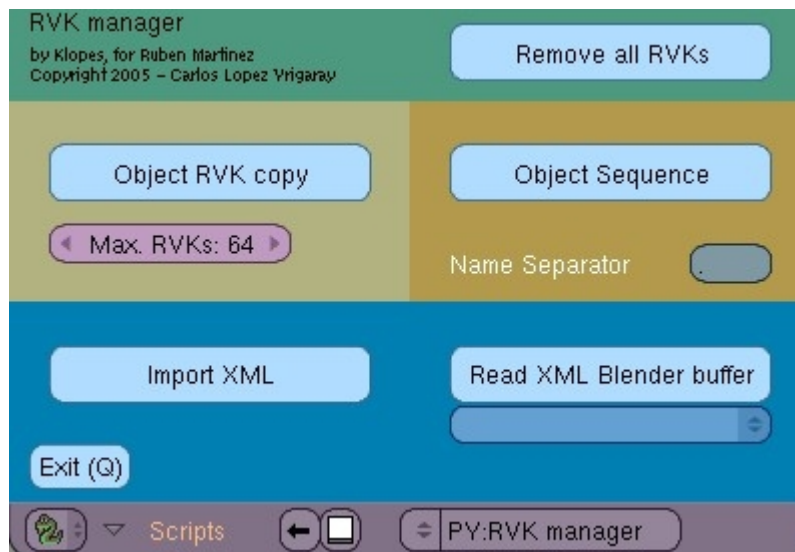 RVK manager
by Klopes, for Ruben Martinez
Copyright 2005 – Carlos Lopez Yrigaray
Remove all RVKs
Object RVK copy
Object Sequence
Max. RVKs: 64
Name Separator
.
Import XML
Read XML Blender buffer
Exit (Q)
Scripts
PY:RVK manager